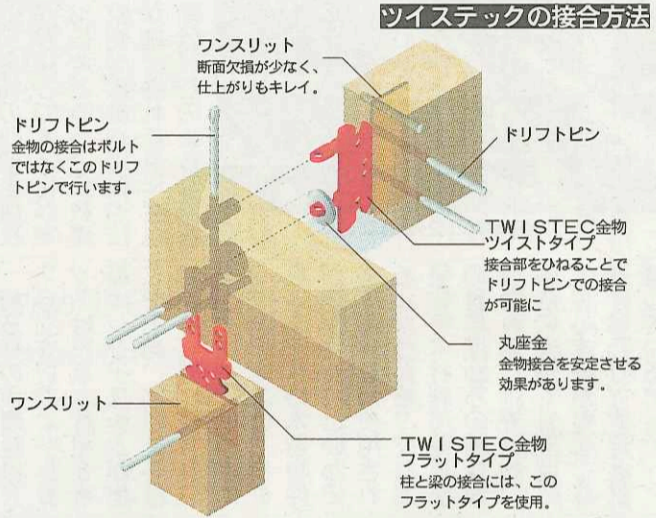 ツイステックの接合方法
ワンスリット
断面欠損が少なく、
仕上がりもキレイ。
ドリフトピン
金物の接合はボルト
ではなくこのドリフ
トピンで行います。
ドリフトピン
TWISTEC金物
ツイストタイプ
接合部をひねることで
ドリフトピンでの接合
が可能に
丸座金
金物接合を安定させる
効果があります。
ワンスリット
TWISTEC金物
フラットタイプ
柱と梁の接合には、この
フラットタイプを使用。